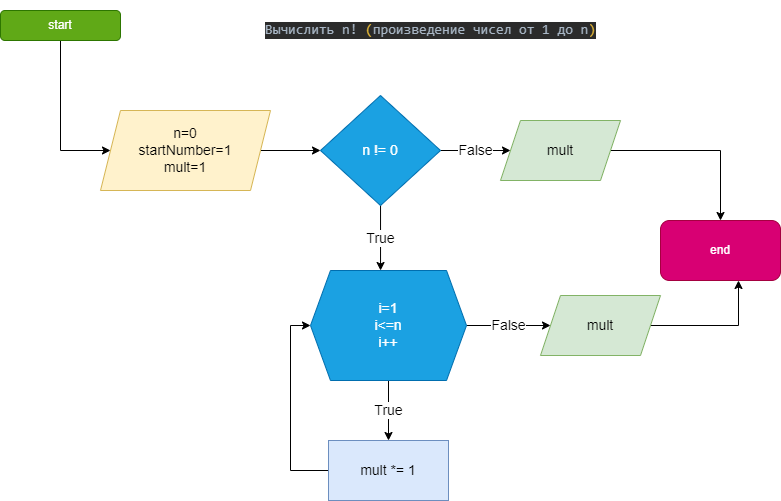 start
Вычислить n! (произведение чисел от 1 до n)
n=0
startNumber=1
mult=1
n != 0
False
mult
end
True
i=1
i<=n
i++
False
mult
True
mult *= 1